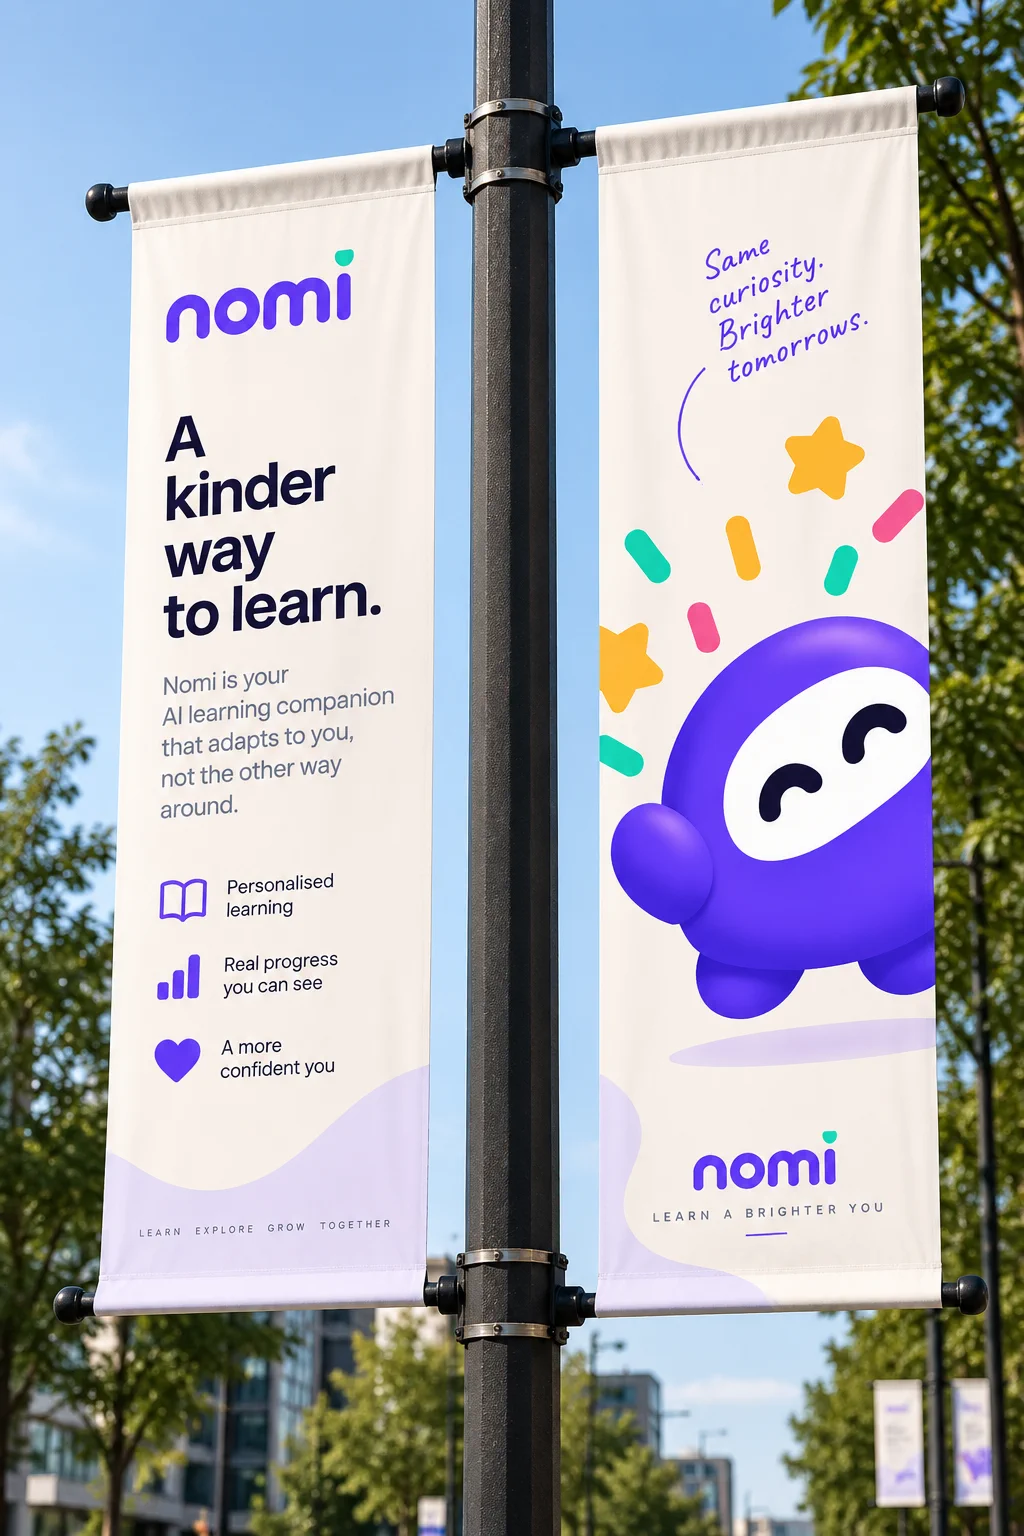 nomi
A
kinder
way
to learn.
Nomi is your
AI learning companion
that adapts to you,
not the other way
around.
Personalised
learning
Real progress
you can see
A more
confident you
LEARN EXPLORE GROW TOGETHER
Same
curiosity.
Brighter
tomorrows.
nomi
LEARN A BRIGHTER YOU